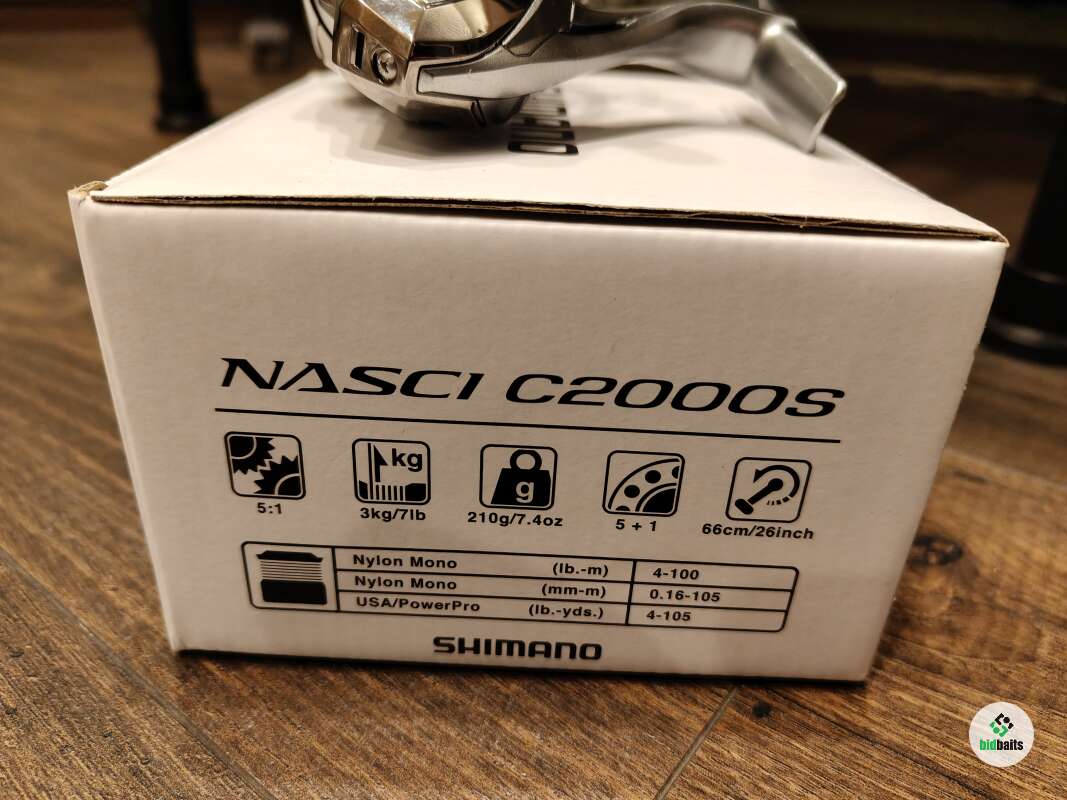 NASCI C2000S
kg
g
5:1
3kg/7lb
210g/7.4oz
5 + 1
66cm/26inch
Nylon Mono (lb.-m) 4-100
Nylon Mono (mm-m) 0.16-105
USA/PowerPro (lb.-yds.) 4-105
SHIMANO
bidbaits